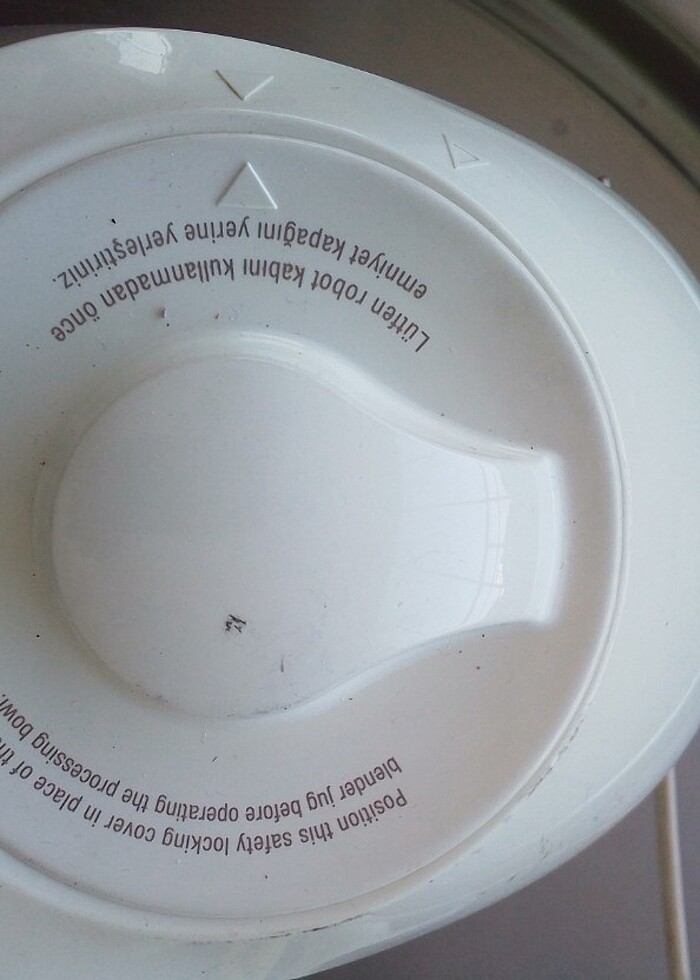 Position this safety locking cover in place of the
blender jug before operating the processing bowl.
Lütfen robot kabını kullanmadan önce
emniyet kapağını yerine yerleştiriniz.